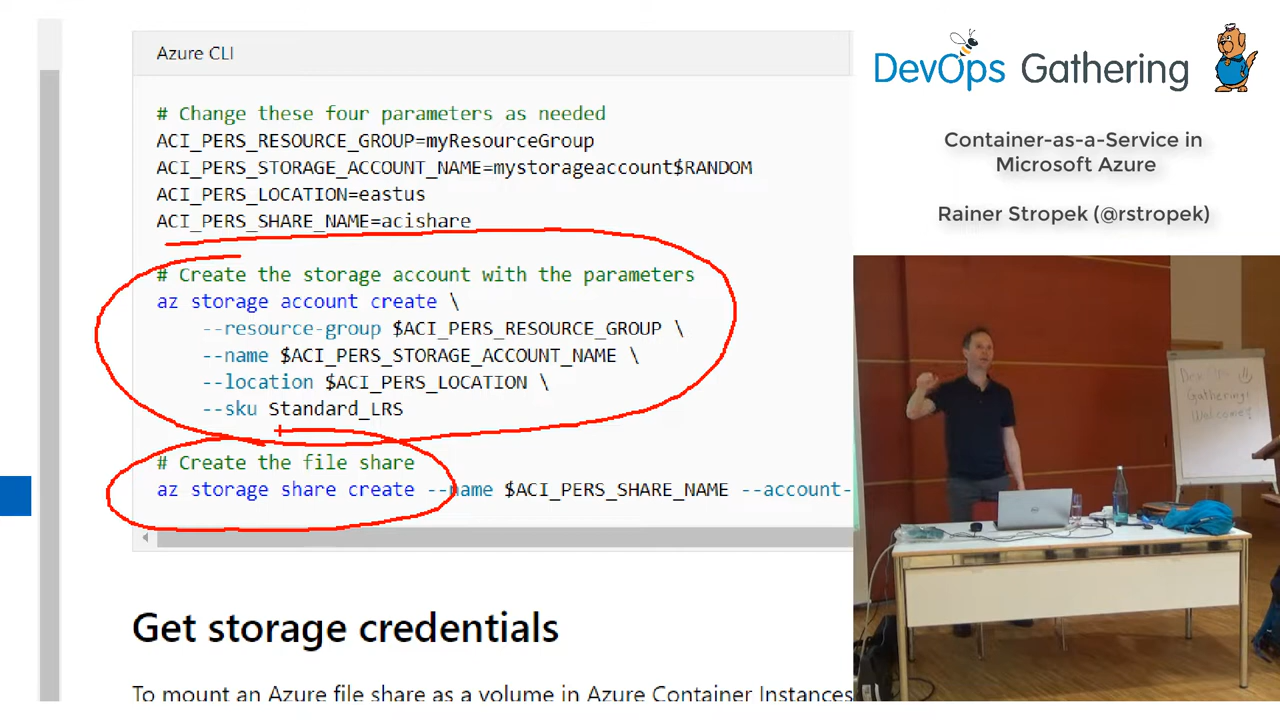 Azure CLI
# Change these four parameters as needed
ACI_PERS_RESOURCE_GROUP=myResourceGroup
ACI_PERS_STORAGE_ACCOUNT_NAME=mystorageaccount$RANDOM
ACI_PERS_LOCATION=eastus
ACI_PERS_SHARE_NAME=acishare
# Create the storage account with the parameters
az storage account create \
--resource-group $ACI_PERS_RESOURCE_GROUP \
--name $ACI_PERS_STORAGE_ACCOUNT_NAME \
--location $ACI_PERS_LOCATION \
--sku Standard_LRS
# Create the file share
az storage share create --name $ACI_PERS_SHARE_NAME --account-
Get storage credentials
To mount an Azure file share as a volume in Azure Container Instances
DevOps Gathering
Container-as-a-Service in
Microsoft Azure
Rainer Stropek (@rstropek)
DevOps
Gathering!
Welcome!